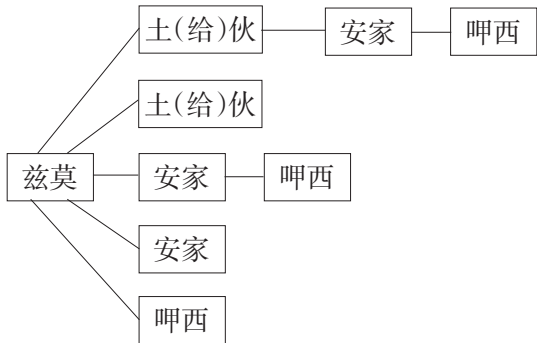 土(给)伙 安家 呷西
土(给)伙
兹莫 安家 呷西
安家
呷西